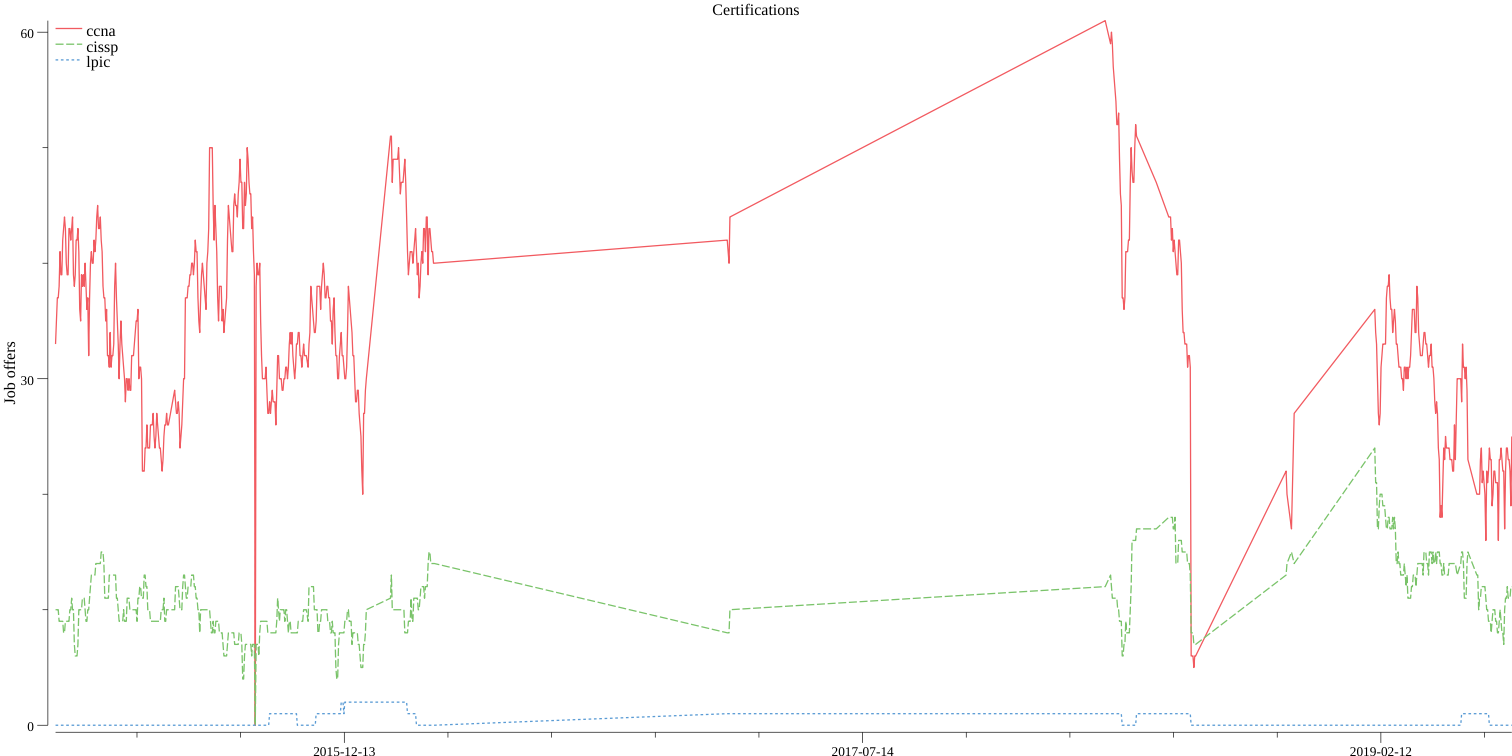 Certifications
60
ccna
cissp
lpic
Job offers
30
0
2015-12-13
2017-07-14
2019-02-12